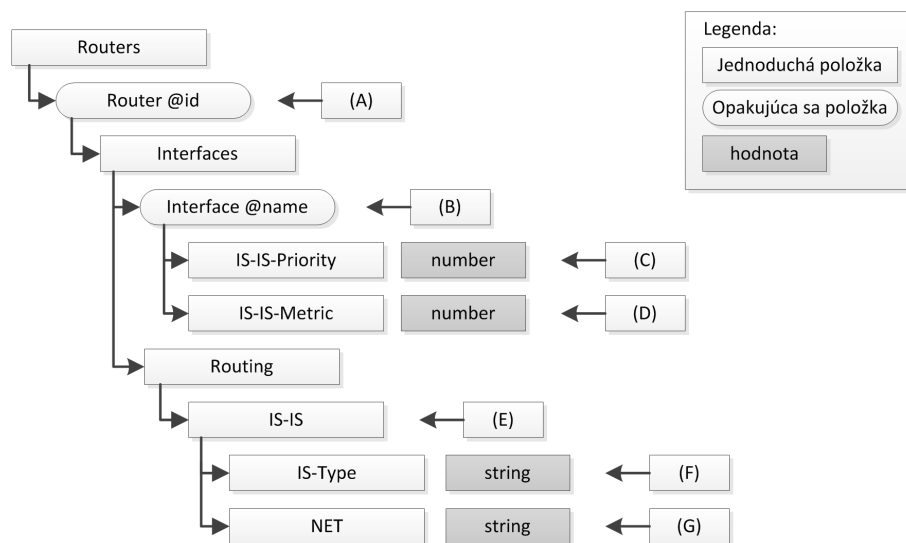 Routers
Router @id
(A)
Interfaces
Interface @name
(B)
IS-IS-Priority
number
(C)
IS-IS-Metric
number
(D)
Routing
IS-IS
(E)
IS-Type
string
(F)
NET
string
(G)
Legenda:
Jednoduchá položka
Opakujúca sa položka
hodnota